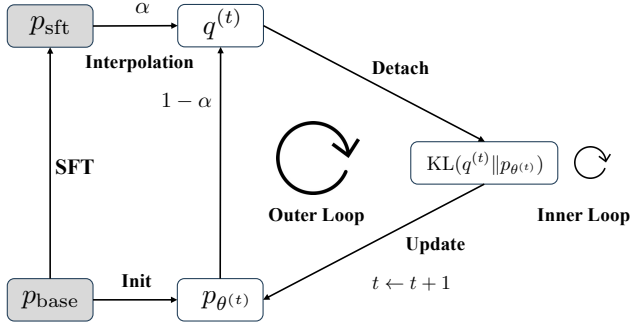 p_sft
α
q^(t)
Interpolation
Detach
1 − α
SFT
KL(q^(t)‖p_θ^(t))
Outer Loop
Inner Loop
Update
Init
t ← t + 1
p_base
p_θ^(t)